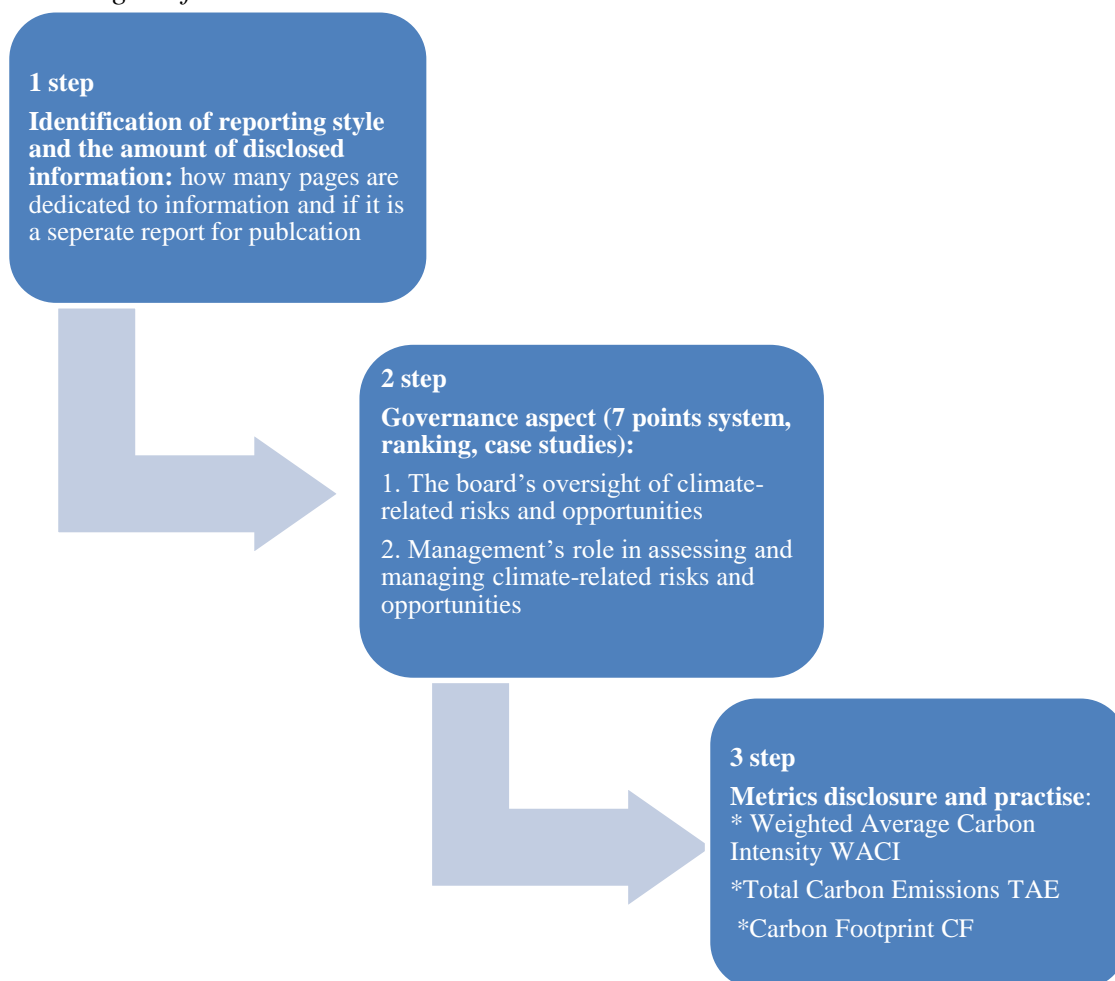 1 step
Identification of reporting style
and the amount of disclosed
information: how many pages are
dedicated to information and if it is
a seperate report for publcation
2 step
Governance aspect (7 points system,
ranking, case studies):
1. The board’s oversight of climate-
related risks and opportunities
2. Management’s role in assessing and
managing climate-related risks and
opportunities
3 step
Metrics disclosure and practise:
* Weighted Average Carbon
Intensity WACI
*Total Carbon Emissions TAE
*Carbon Footprint CF